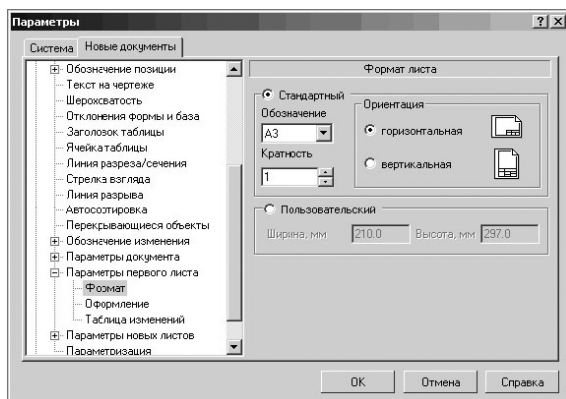 Параметры
Система
Новые документы
Обозначение позиции
Текст на чертеже
Шероховатость
Отклонения формы и база
Заголовок таблицы
Ячейка таблицы
Линия разреза/сечения
Стрелка взгляда
Линия разрыва
Автосортировка
Перекрывающиеся объекты
Обозначение изменения
Параметры документа
Параметры первого листа
Формат
Оформление
Таблица изменений
Параметры новых листов
Параметризация
Формат листа
Стандартный
Обозначение
А3
Кратность
1
Ориентация
горизонтальная
вертикальная
Пользовательский
Ширина, мм 210.0 Высота, мм 297.0
OK Отмена Справка